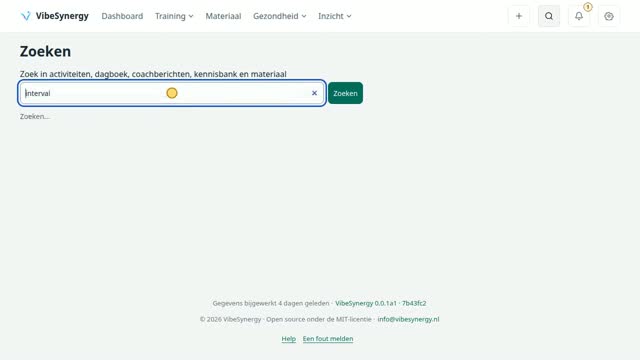 VibeSynergy Dashboard Training Materiaal Gezondheid Inzicht 1
Zoeken
Zoek in activiteiten, dagboek, coachberichten, kennisbank en materiaal
interval Zoeken
Zoeken...
Gegevens bijgewerkt 4 dagen geleden · VibeSynergy 0.0.1a1 · 7b43fc2
© 2026 VibeSynergy · Open source onder de MIT-licentie · info@vibesynergy.nl
Help Een fout melden